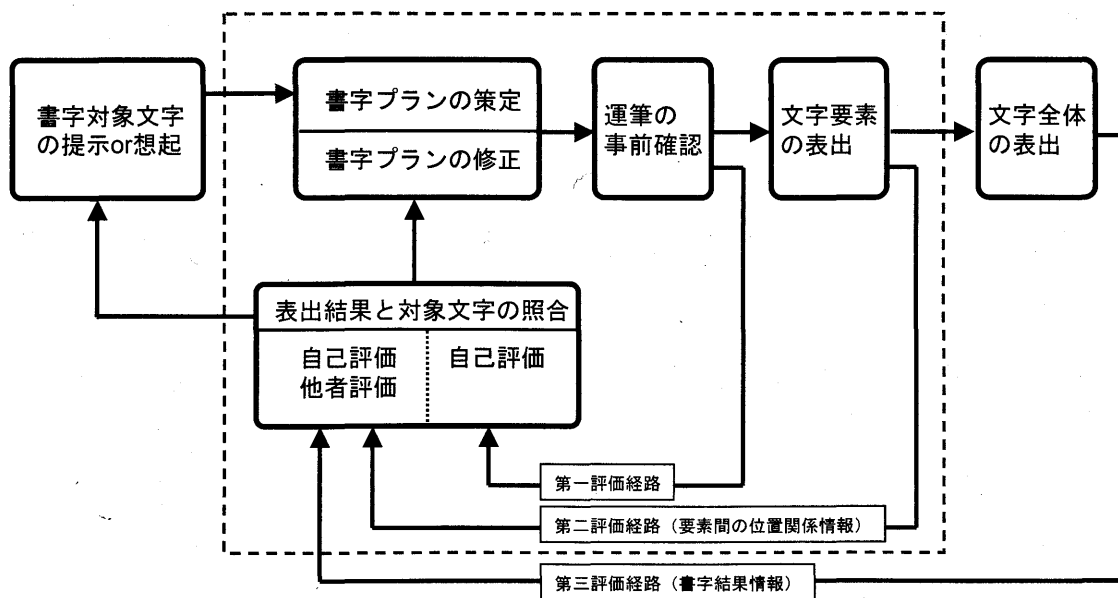 書字対象文字
の提示or想起
書字プランの策定
書字プランの修正
運筆の
事前確認
文字要素
の表出
文字全体
の表出
表出結果と対象文字の照合
自己評価
他者評価
自己評価
第一評価経路
第二評価経路（要素間の位置関係情報）
第三評価経路（書字結果情報）